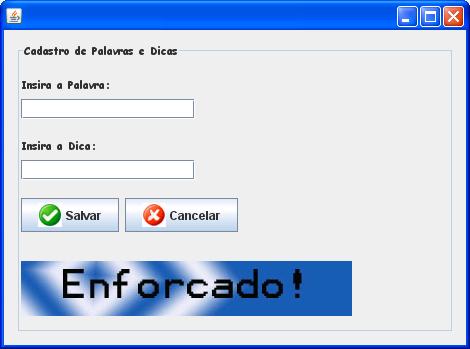 Cadastro de Palavras e Dicas
Insira a Palavra:
Insira a Dica:
Salvar Cancelar
Enforcado!